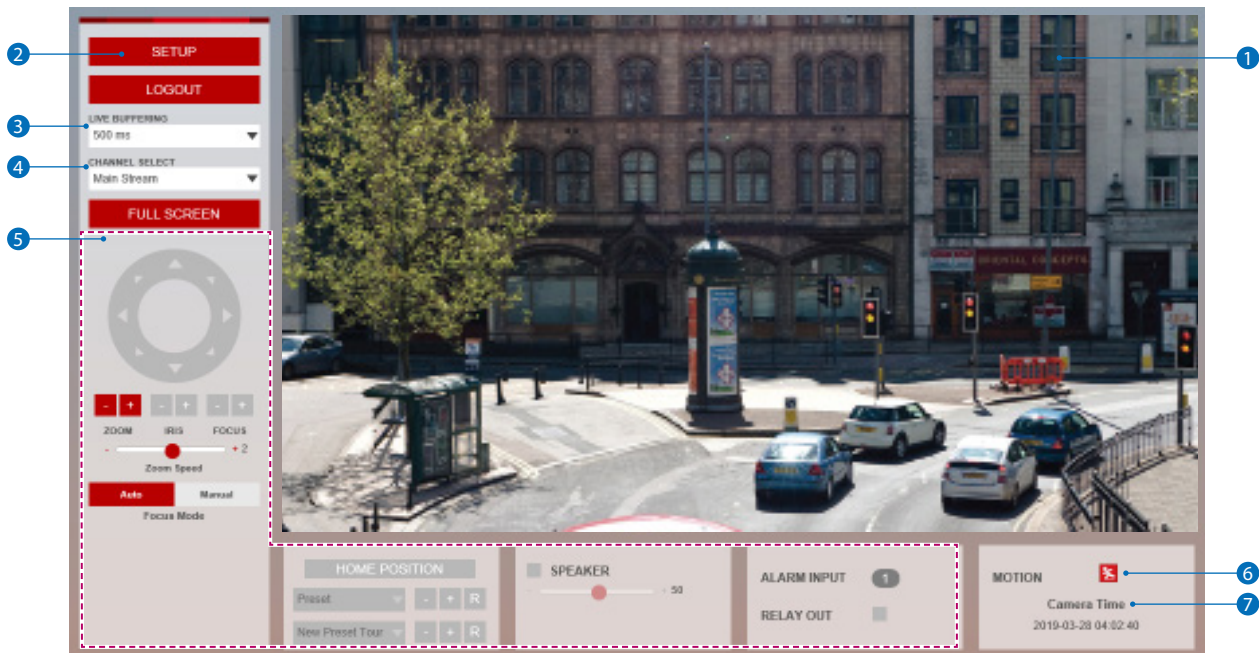 2
SETUP
LOGOUT
3
LIVE BUFFERING
500 ms
4
CHANNEL SELECT
Main Stream
FULL SCREEN
5
- + - + - +
ZOOM IRIS FOCUS
- + 2
Zoom Speed
Auto Manual
Focus Mode
1
ORIENTAL CONCEPTS
HOME POSITION
Preset - + R
New Preset Tour - + R
SPEAKER
- + 50
ALARM INPUT 1
RELAY OUT
MOTION
6
Camera Time
7
2019-03-28 04:02:40